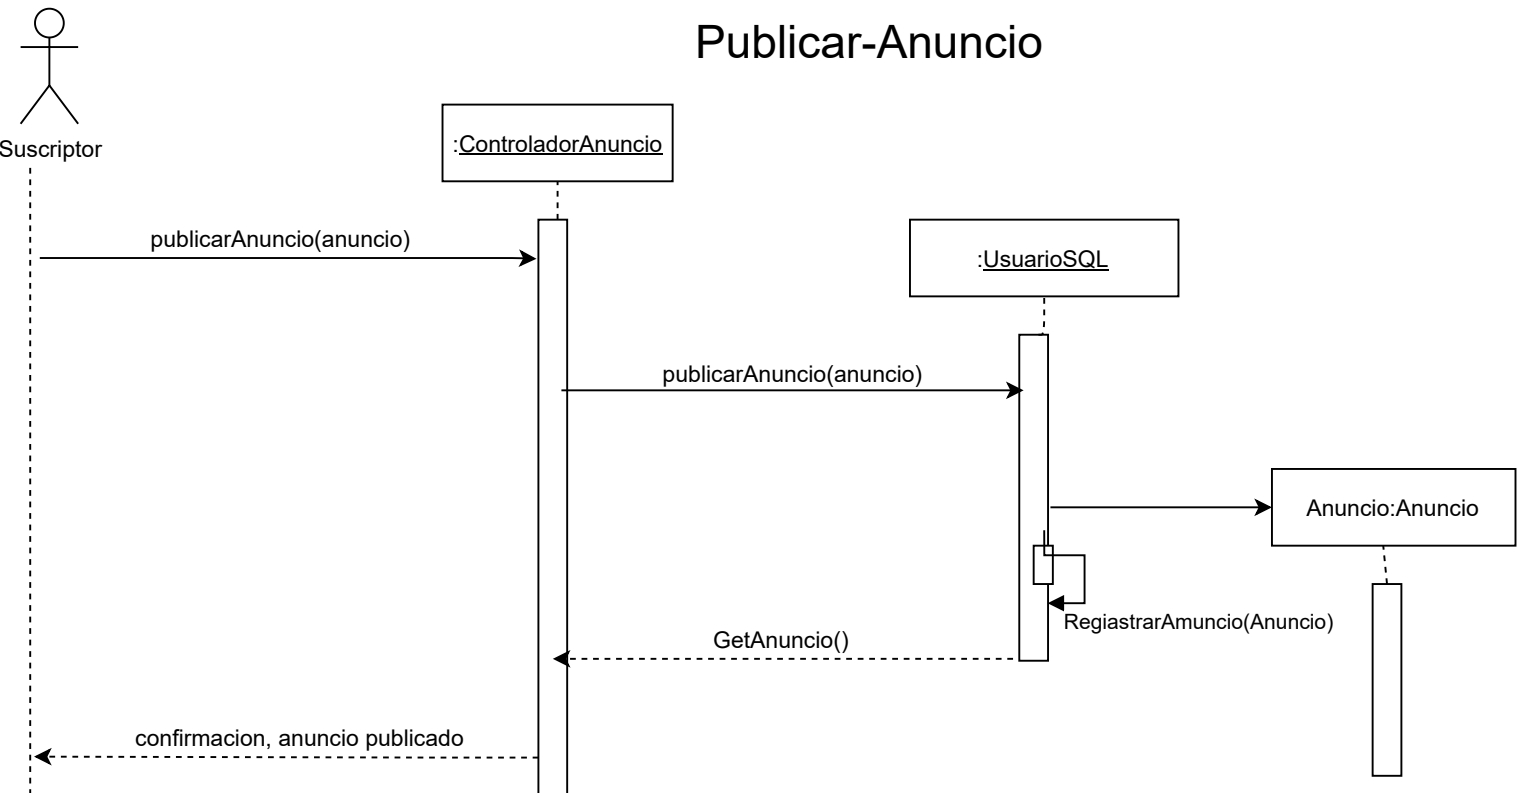 Publicar-Anuncio
Suscriptor
:ControladorAnuncio
publicarAnuncio(anuncio)
:UsuarioSQL
publicarAnuncio(anuncio)
Anuncio:Anuncio
RegiastrarAmuncio(Anuncio)
GetAnuncio()
confirmacion, anuncio publicado